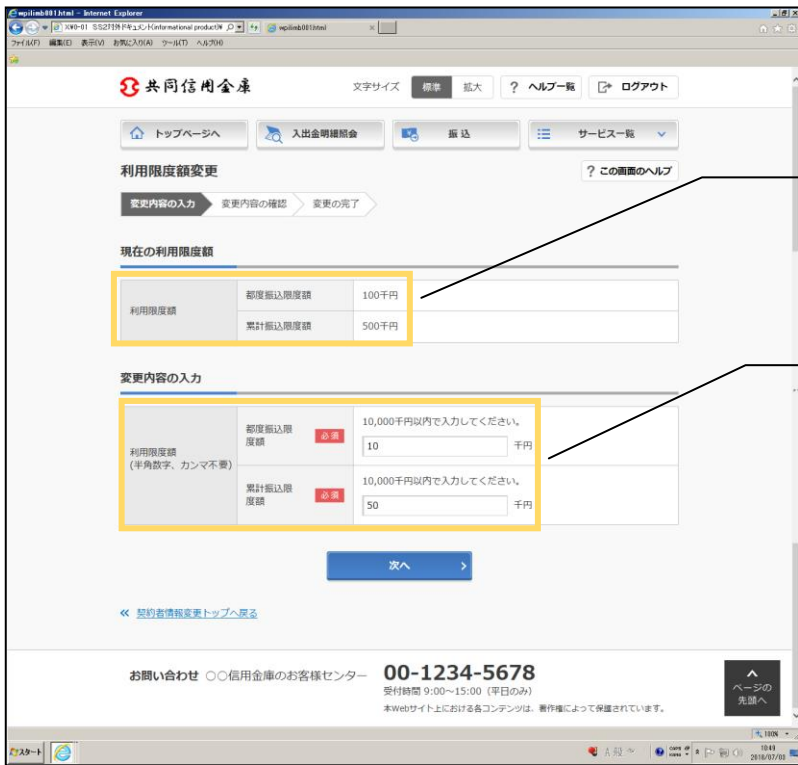 wpilimb001.html - Internet Explorer
wpilimb001.html
ファイル(F) 編集(E) 表示(V) お気に入り(A) ツール(T) ヘルプ(H)
共同信用金庫
文字サイズ 標準 拡大 ? ヘルプ一覧 ログアウト
トップページへ 入出金明細照会 振込 サービス一覧
利用限度額変更 ? この画面のヘルプ
変更内容の入力 変更内容の確認 変更の完了
現在の利用限度額
利用限度額
都度振込限度額 100千円
累計振込限度額 500千円
変更内容の入力
利用限度額
(半角数字、カンマ不要)
都度振込限
度額
必須
10,000千円以内で入力してください。
10 千円
累計振込限
度額
必須
10,000千円以内で入力してください。
50 千円
次へ
契約者情報変更トップへ戻る
お問い合わせ 〇〇信用金庫のお客様センター 00-1234-5678
受付時間 9:00~15:00 (平日のみ)
本Webサイト上における各コンテンツは、著作権によって保護されています。
ページの
先頭へ
100%
スタート
A 般
CAPS
KANA
10:49
2018/07/03